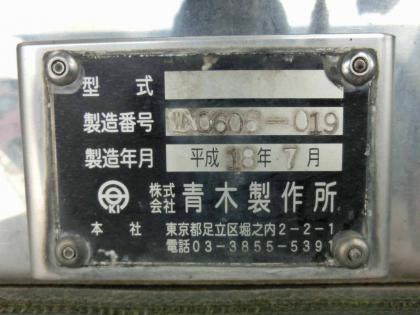 型式
製造番号 VA0606-019
製造年月 平成 18年 7月
株式会社 青木製作所
本社 東京都足立区堀之内2-2-1
電話03-3855-5391